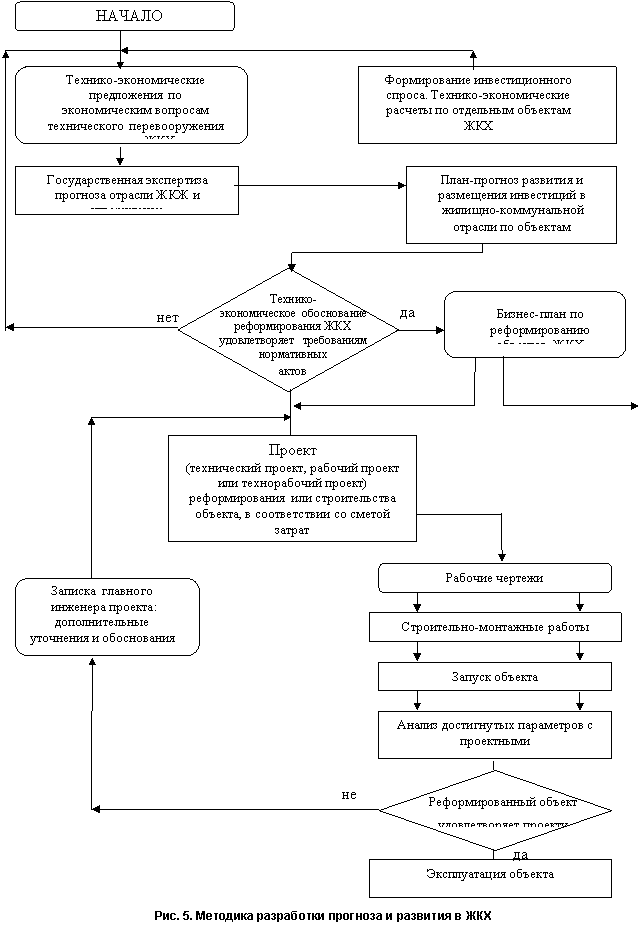 НАЧАЛО
Технико-экономические
предложения по
экономическим вопросам
технического перевооружения
Формирование инвестиционного
спроса. Технико-экономические
расчеты по отдельным объектам
ЖКХ
Государственная экспертиза
прогноза отрасли ЖКЖ и
План-прогноз развития и
размещения инвестиций в
жилищно-коммунальной
отрасли по объектам
нет
Технико-
экономическое обоснование
реформирования ЖКХ
удовлетворяет требованиям
нормативных
актов
да
Бизнес-план по
реформированию
объектов ЖКХ
Проект
(технический проект, рабочий проект
или технорабочий проект)
реформирования или строительства
объекта, в соответствии со сметой
затрат
Записка главного
инженера проекта:
дополнительные
уточнения и обоснования
Рабочие чертежи
Строительно-монтажные работы
Запуск объекта
Анализ достигнутых параметров с
проектными
не
Реформированный объект
удовлетворяет проекту
да
Эксплуатация объекта
Рис. 5. Методика разработки прогноза и развития в ЖКХ